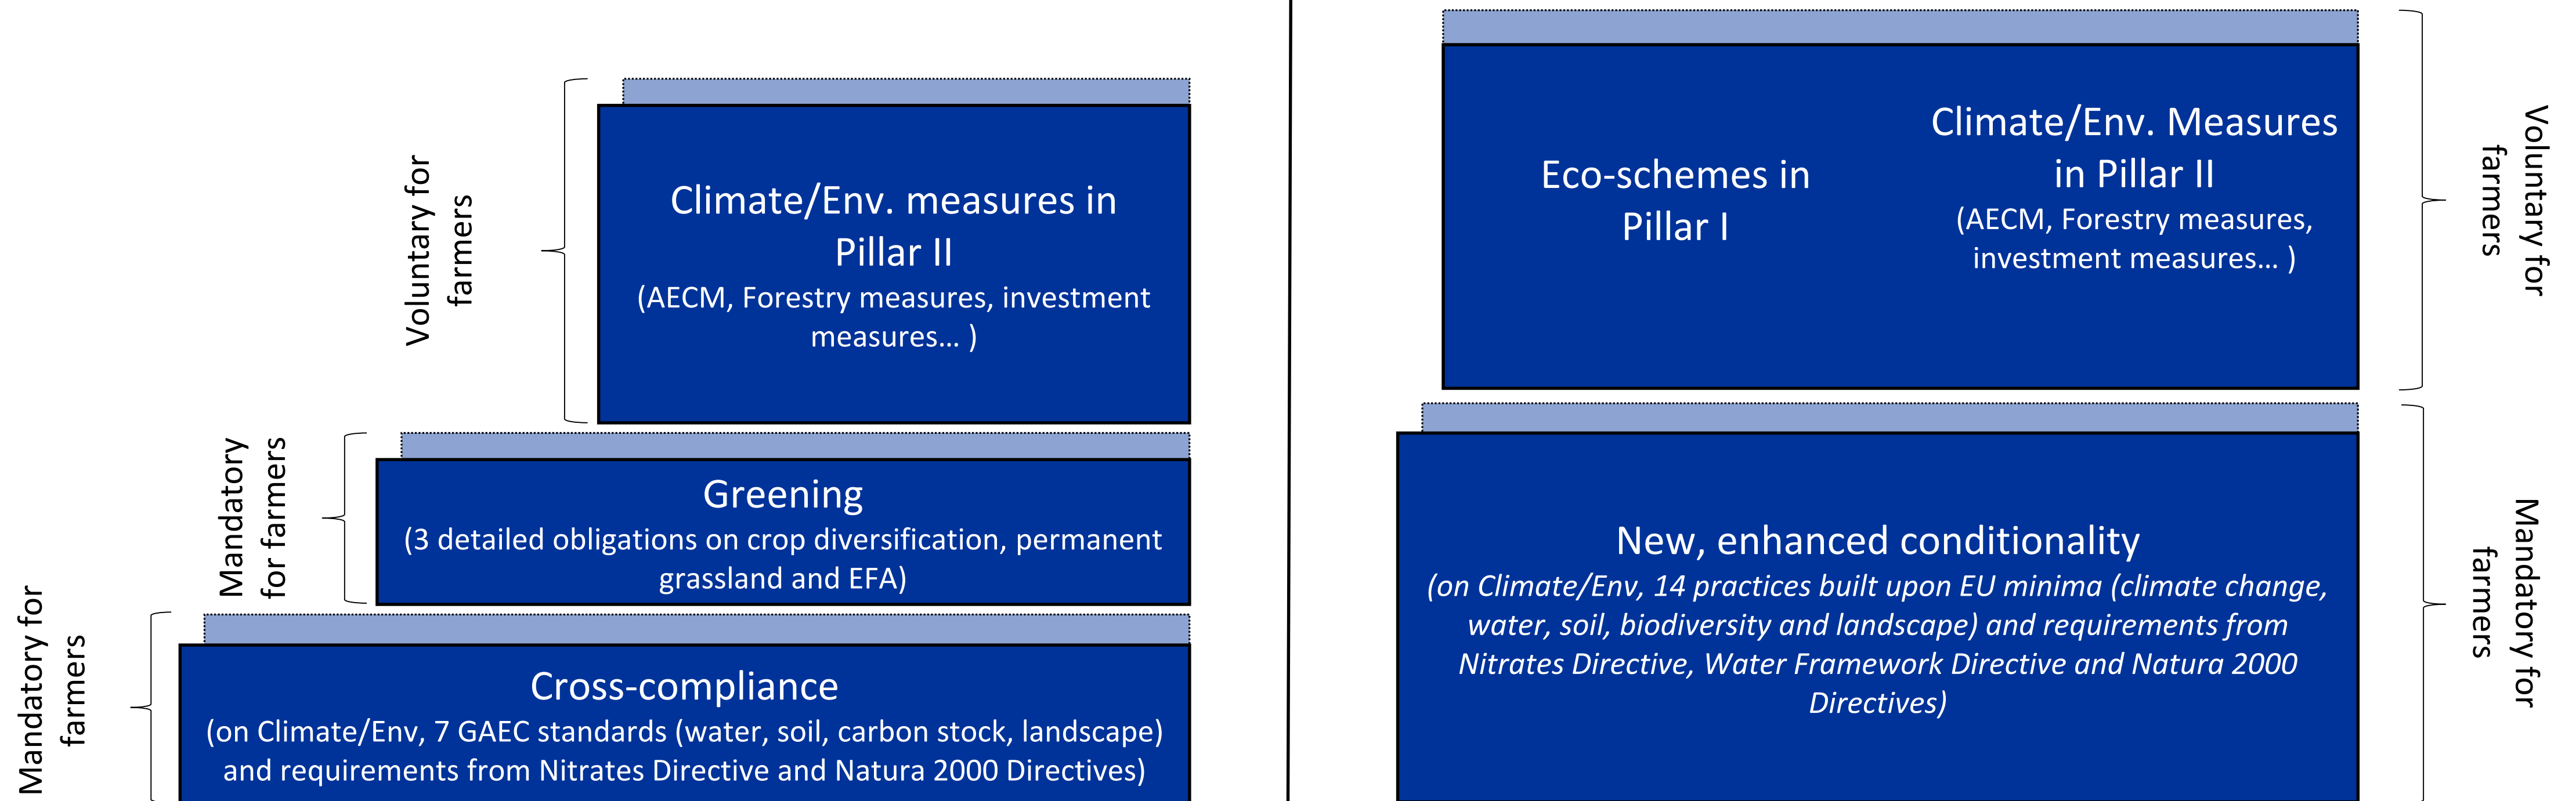 Voluntary for
farmers
Climate/Env. measures in
Pillar II
(AECM, Forestry measures, investment
measures… )
Mandatory
for farmers
Greening
(3 detailed obligations on crop diversification, permanent
grassland and EFA)
Mandatory for
farmers
Cross-compliance
(on Climate/Env, 7 GAEC standards (water, soil, carbon stock, landscape)
and requirements from Nitrates Directive and Natura 2000 Directives)
Eco-schemes in
Pillar I
Climate/Env. Measures
in Pillar II
(AECM, Forestry measures,
investment measures… )
Voluntary for
farmers
New, enhanced conditionality
(on Climate/Env, 14 practices built upon EU minima (climate change,
water, soil, biodiversity and landscape) and requirements from
Nitrates Directive, Water Framework Directive and Natura 2000
Directives)
Mandatory for
farmers